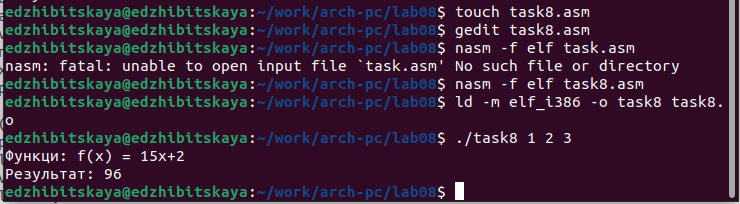 edzhibitskaya@edzhibitskaya:~/work/arch-pc/lab08$ touch task8.asm
edzhibitskaya@edzhibitskaya:~/work/arch-pc/lab08$ gedit task8.asm
edzhibitskaya@edzhibitskaya:~/work/arch-pc/lab08$ nasm -f elf task.asm
nasm: fatal: unable to open input file `task.asm' No such file or directory
edzhibitskaya@edzhibitskaya:~/work/arch-pc/lab08$ nasm -f elf task8.asm
edzhibitskaya@edzhibitskaya:~/work/arch-pc/lab08$ ld -m elf_i386 -o task8 task8.
o
edzhibitskaya@edzhibitskaya:~/work/arch-pc/lab08$ ./task8 1 2 3
Функци: f(x) = 15x+2
Результат: 96
edzhibitskaya@edzhibitskaya:~/work/arch-pc/lab08$